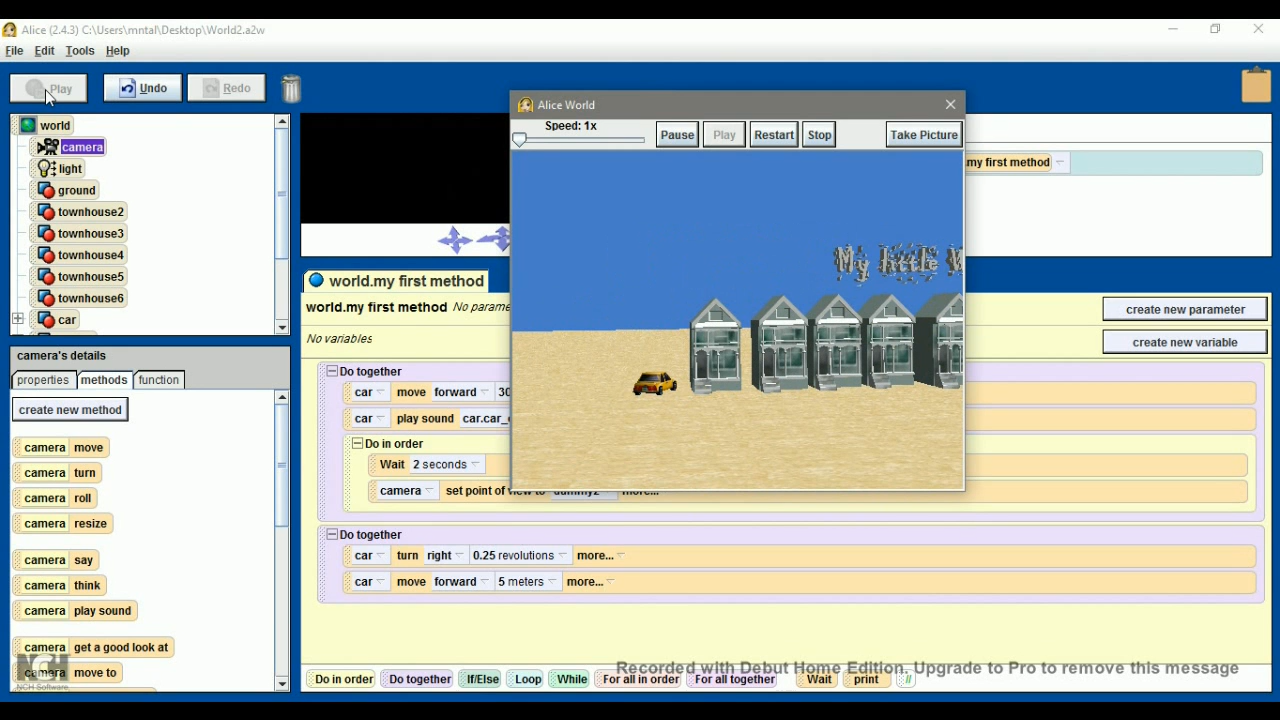 Alice (2.4.3) C:\Users\mntal\Desktop\World2.a2w
File Edit Tools Help
Play Undo Redo
world
camera
light
ground
townhouse2
townhouse3
townhouse4
townhouse5
townhouse6
car
camera's details
properties methods function
create new method
camera move
camera turn
camera roll
camera resize
camera say
camera think
camera play sound
camera get a good look at
camera move to
NCH
NCH Software
Alice World
Speed: 1x
Pause Play Restart Stop Take Picture
My little W
my first method
world.my first method
world.my first method No parame
create new parameter
No variables
create new variable
Do together
car move forward 30
car play sound car.car_
Do in order
Wait 2 seconds
camera set point of view to dummy2 more...
Do together
car turn right 0.25 revolutions more...
car move forward 5 meters more...
Recorded with Debut Home Edition. Upgrade to Pro to remove this message
Do in order Do together If/Else Loop While For all in order For all together Wait print //